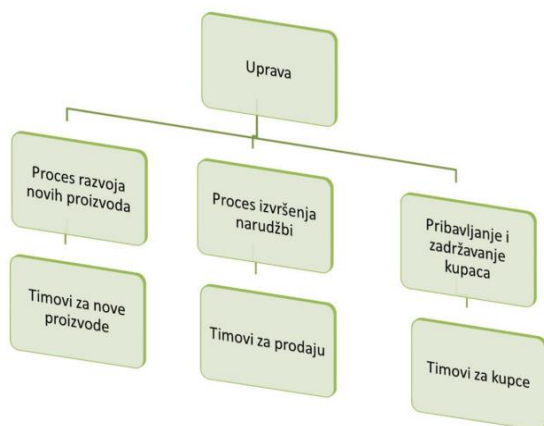 Uprava
Proces razvoja
novih proizvoda
Proces izvršenja
narudžbi
Pribavljanje i
zadržavanje
kupaca
Timovi za nove
proizvode
Timovi za prodaju
Timovi za kupce